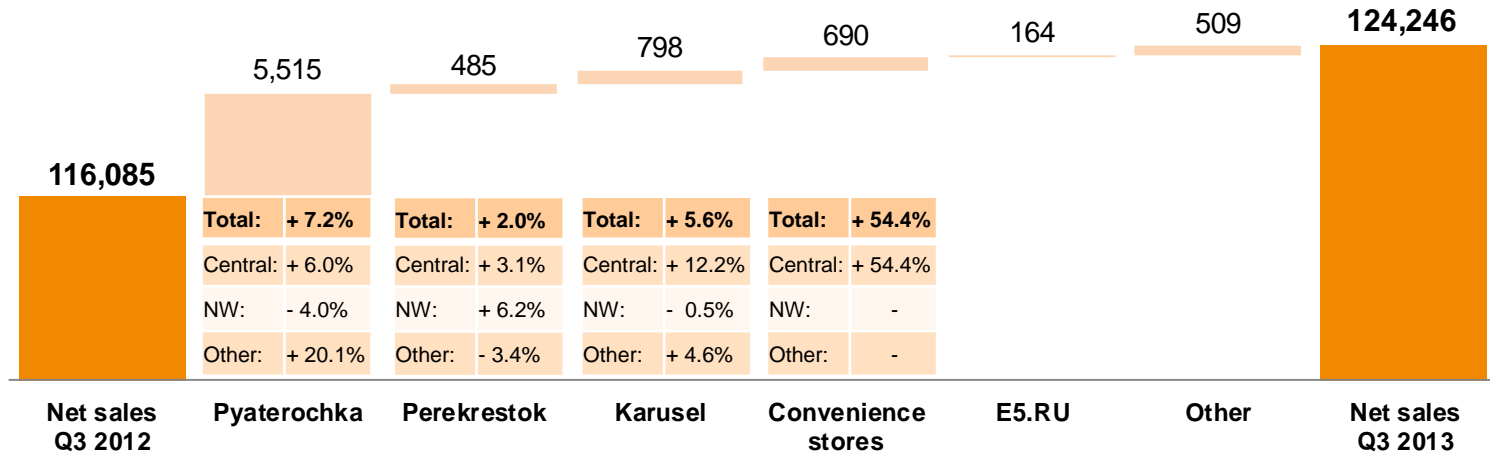 5,515
485
798
690
164
509
124,246
116,085
Total: + 7.2%
Central: + 6.0%
NW: - 4.0%
Other: + 20.1%
Total: + 2.0%
Central: + 3.1%
NW: + 6.2%
Other: - 3.4%
Total: + 5.6%
Central: + 12.2%
NW: - 0.5%
Other: + 4.6%
Total: + 54.4%
Central: + 54.4%
NW: -
Other: -
Net sales
Q3 2012
Pyaterochka
Perekrestok
Karusel
Convenience
stores
E5.RU
Other
Net sales
Q3 2013